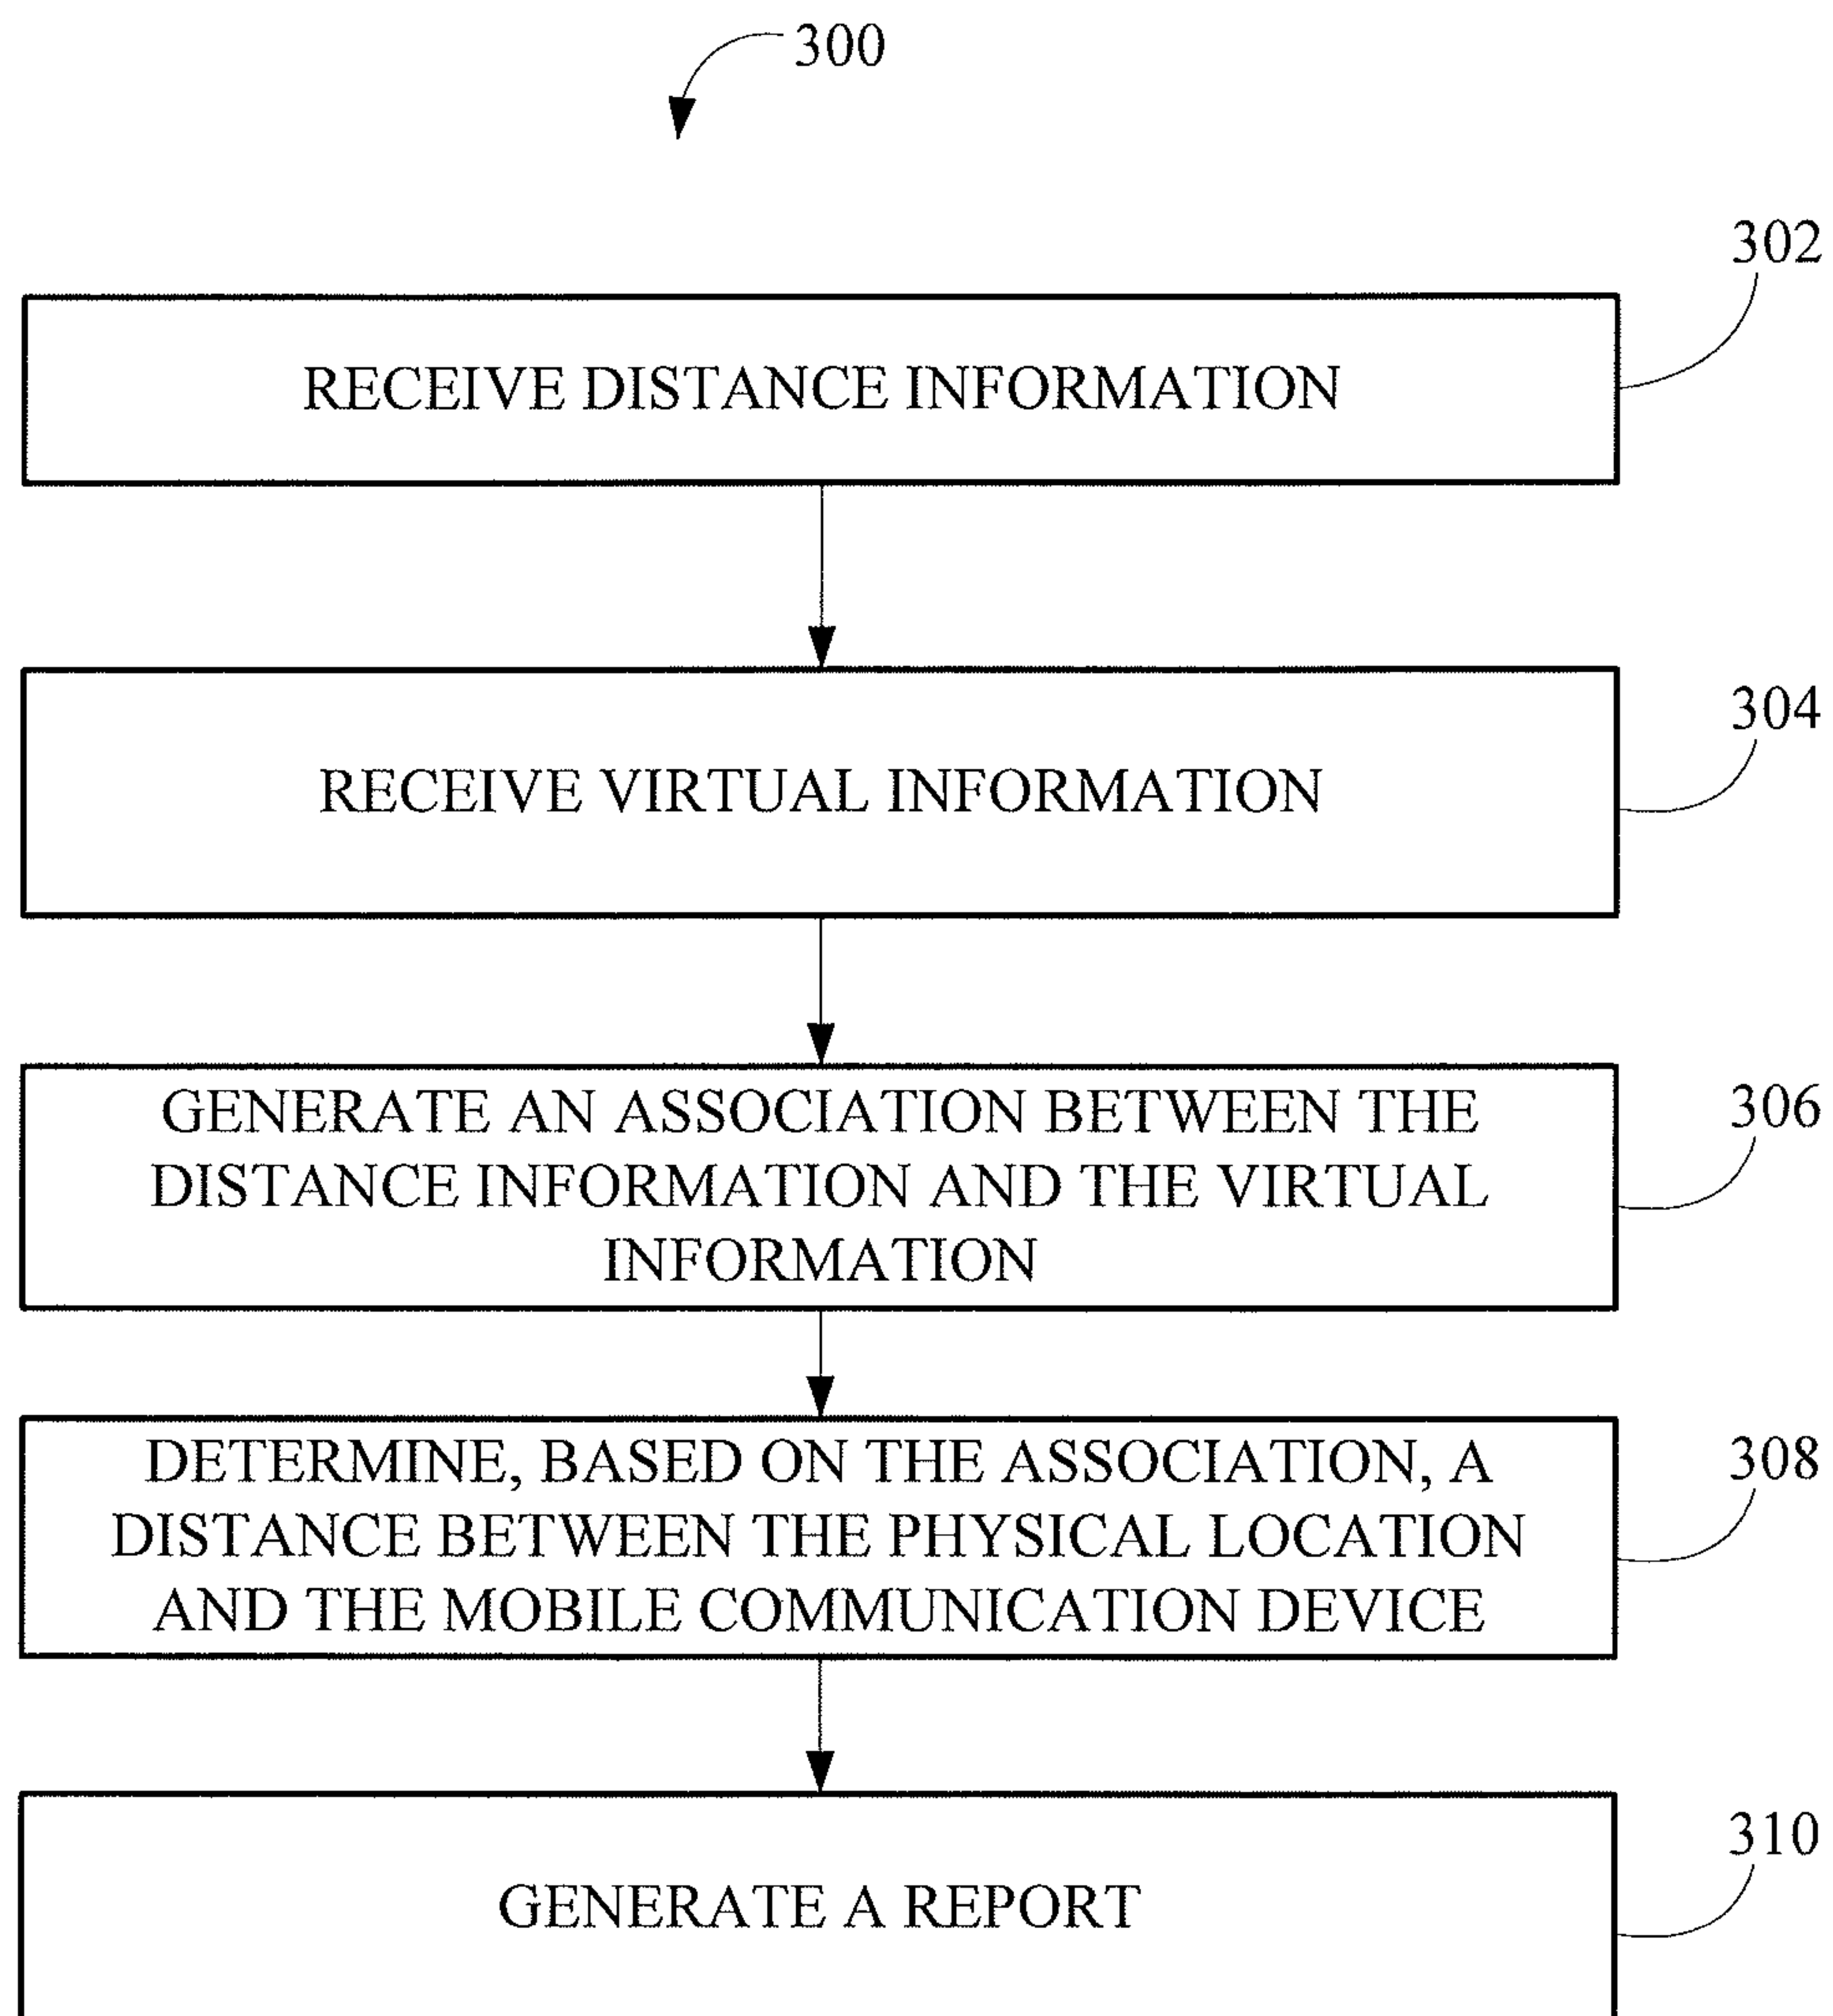 300
302
RECEIVE DISTANCE INFORMATION
304
RECEIVE VIRTUAL INFORMATION
306
GENERATE AN ASSOCIATION BETWEEN THE
DISTANCE INFORMATION AND THE VIRTUAL
INFORMATION
308
DETERMINE, BASED ON THE ASSOCIATION, A
DISTANCE BETWEEN THE PHYSICAL LOCATION
AND THE MOBILE COMMUNICATION DEVICE
310
GENERATE A REPORT